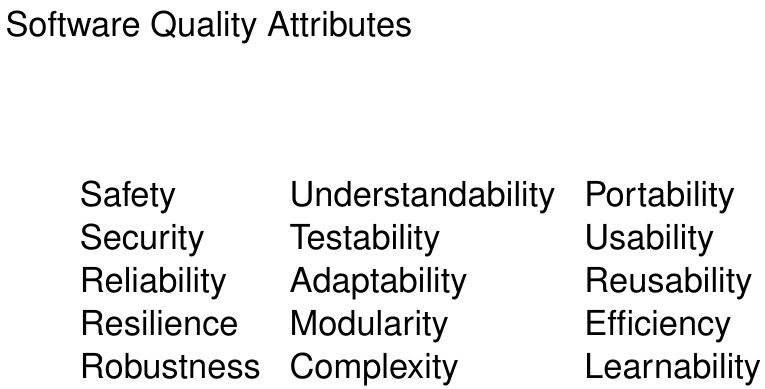 Software Quality Attributes
Safety Understandability Portability
Security Testability Usability
Reliability Adaptability Reusability
Resilience Modularity Efficiency
Robustness Complexity Learnability